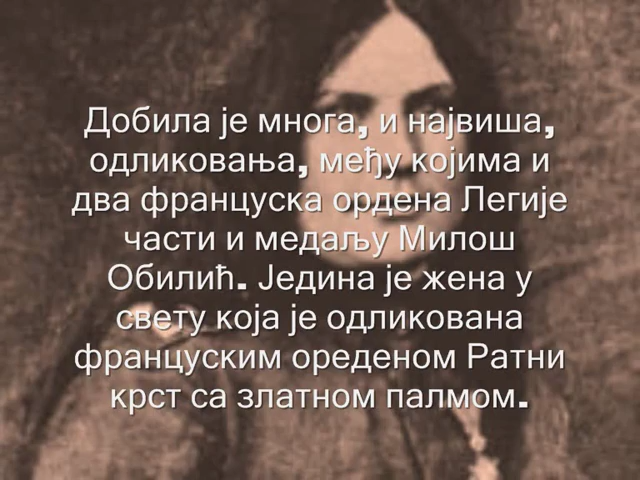 Добила је многа, и највиша,
одликовања, међу којима и
два француска ордена Легије
части и медаљу Милош
Обилић. Једина је жена у
свету која је одликована
француским ореденом Ратни
крст са златном палмом.